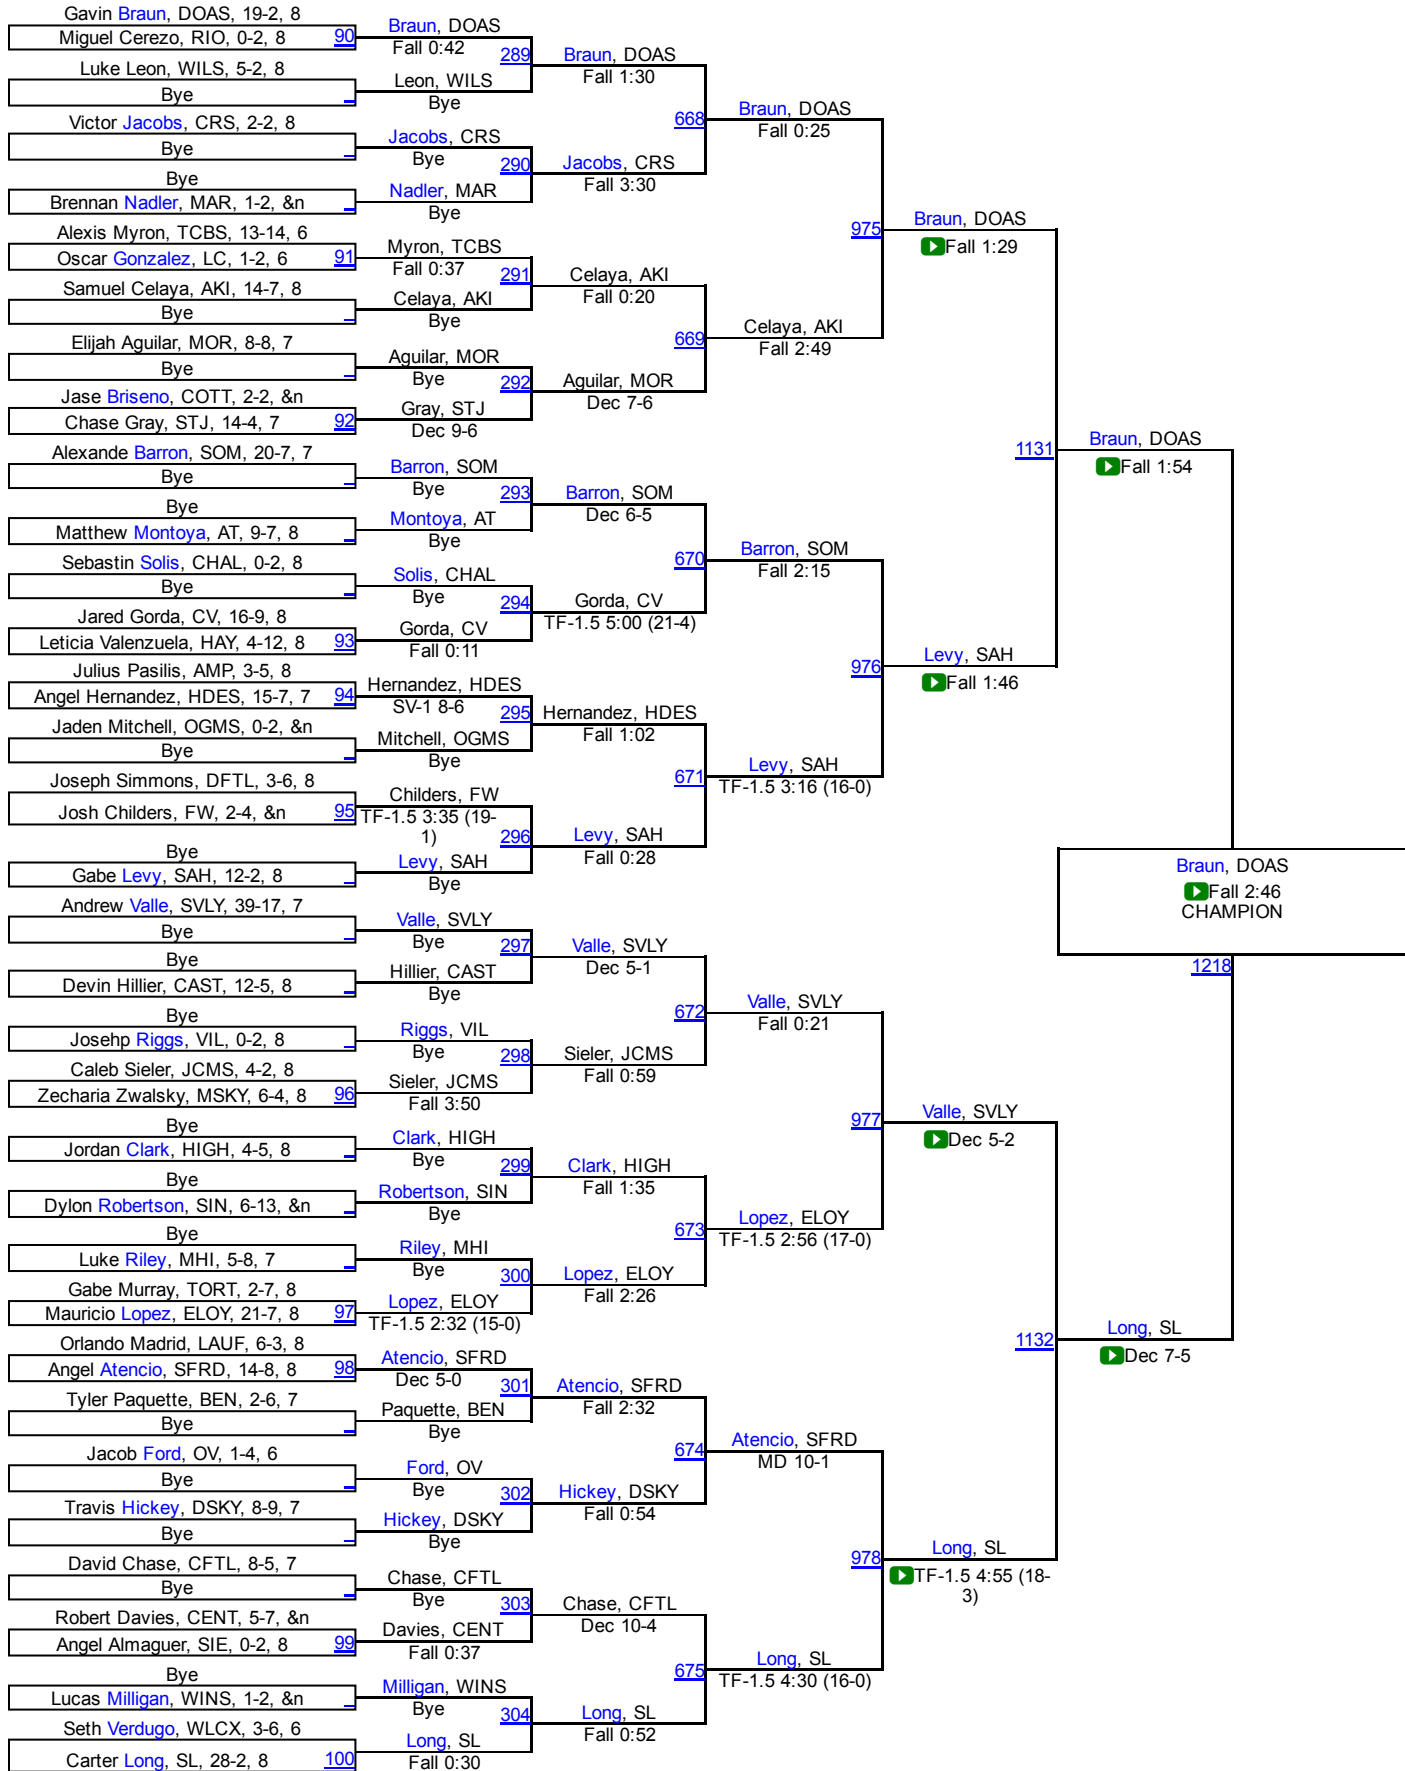 Gavin Braun, DOAS, 19-2, 8
Miguel Cerezo, RIO, 0-2, 8 90
Luke Leon, WILS, 5-2, 8
Bye
Victor Jacobs, CRS, 2-2, 8
Bye
Bye
Brennan Nadler, MAR, 1-2, &n
Alexis Myron, TCBS, 13-14, 6
Oscar Gonzalez, LC, 1-2, 6 91
Samuel Celaya, AKI, 14-7, 8
Bye
Elijah Aguilar, MOR, 8-8, 7
Bye
Jase Briseno, COTT, 2-2, &n
Chase Gray, STJ, 14-4, 7 92
Alexande Barron, SOM, 20-7, 7
Bye
Bye
Matthew Montoya, AT, 9-7, 8
Sebastin Solis, CHAL, 0-2, 8
Bye
Jared Gorda, CV, 16-9, 8
Leticia Valenzuela, HAY, 4-12, 8 93
Julius Pasilis, AMP, 3-5, 8
Angel Hernandez, HDES, 15-7, 7 94
Jaden Mitchell, OGMS, 0-2, &n
Bye
Joseph Simmons, DFTL, 3-6, 8
Josh Childers, FW, 2-4, &n 95
Bye
Gabe Levy, SAH, 12-2, 8
Andrew Valle, SVLY, 39-17, 7
Bye
Bye
Devin Hillier, CAST, 12-5, 8
Bye
Josehp Riggs, VIL, 0-2, 8
Caleb Sieler, JCMS, 4-2, 8
Zecharia Zwalsky, MSKY, 6-4, 8 96
Bye
Jordan Clark, HIGH, 4-5, 8
Bye
Dylon Robertson, SIN, 6-13, &n
Bye
Luke Riley, MHI, 5-8, 7
Gabe Murray, TORT, 2-7, 8
Mauricio Lopez, ELOY, 21-7, 8 97
Orlando Madrid, LAUF, 6-3, 8
Angel Atencio, SFRD, 14-8, 8 98
Tyler Paquette, BEN, 2-6, 7
Bye
Jacob Ford, OV, 1-4, 6
Bye
Travis Hickey, DSKY, 8-9, 7
Bye
David Chase, CFTL, 8-5, 7
Bye
Robert Davies, CENT, 5-7, &n
Angel Almaguer, SIE, 0-2, 8 99
Bye
Lucas Milligan, WINS, 1-2, &n
Seth Verdugo, WLCX, 3-6, 6
Carter Long, SL, 28-2, 8 100
Braun, DOAS
Fall 0:42
289
Leon, WILS
Bye
Jacobs, CRS
Bye
290
Nadler, MAR
Bye
Myron, TCBS
Fall 0:37
291
Celaya, AKI
Bye
Aguilar, MOR
Bye
292
Gray, STJ
Dec 9-6
Barron, SOM
Bye
293
Montoya, AT
Bye
Solis, CHAL
Bye
294
Gorda, CV
Fall 0:11
Hernandez, HDES
SV-1 8-6
295
Mitchell, OGMS
Bye
Childers, FW
TF-1.5 3:35 (19-
1)
296
Levy, SAH
Bye
Valle, SVLY
Bye
297
Hillier, CAST
Bye
Riggs, VIL
Bye
298
Sieler, JCMS
Fall 3:50
Clark, HIGH
Bye
299
Robertson, SIN
Bye
Riley, MHI
Bye
300
Lopez, ELOY
TF-1.5 2:32 (15-0)
Atencio, SFRD
Dec 5-0
301
Paquette, BEN
Bye
Ford, OV
Bye
302
Hickey, DSKY
Bye
Chase, CFTL
Bye
303
Davies, CENT
Fall 0:37
Milligan, WINS
Bye
304
Long, SL
Fall 0:30
Braun, DOAS
Fall 1:30
668
Jacobs, CRS
Fall 3:30
Celaya, AKI
Fall 0:20
669
Aguilar, MOR
Dec 7-6
Barron, SOM
Dec 6-5
670
Gorda, CV
TF-1.5 5:00 (21-4)
Hernandez, HDES
Fall 1:02
671
Levy, SAH
Fall 0:28
Valle, SVLY
Dec 5-1
672
Sieler, JCMS
Fall 0:59
Clark, HIGH
Fall 1:35
673
Lopez, ELOY
Fall 2:26
Atencio, SFRD
Fall 2:32
674
Hickey, DSKY
Fall 0:54
Chase, CFTL
Dec 10-4
675
Long, SL
Fall 0:52
Braun, DOAS
Fall 0:25
975
Celaya, AKI
Fall 2:49
Barron, SOM
Fall 2:15
976
Levy, SAH
TF-1.5 3:16 (16-0)
Valle, SVLY
Fall 0:21
977
Lopez, ELOY
TF-1.5 2:56 (17-0)
Atencio, SFRD
MD 10-1
978
Long, SL
TF-1.5 4:30 (16-0)
Braun, DOAS
Fall 1:29
1131
Levy, SAH
Fall 1:46
Valle, SVLY
Dec 5-2
1132
Long, SL
TF-1.5 4:55 (18-
3)
Braun, DOAS
Fall 1:54
Long, SL
Dec 7-5
Braun, DOAS
Fall 2:46
CHAMPION
1218